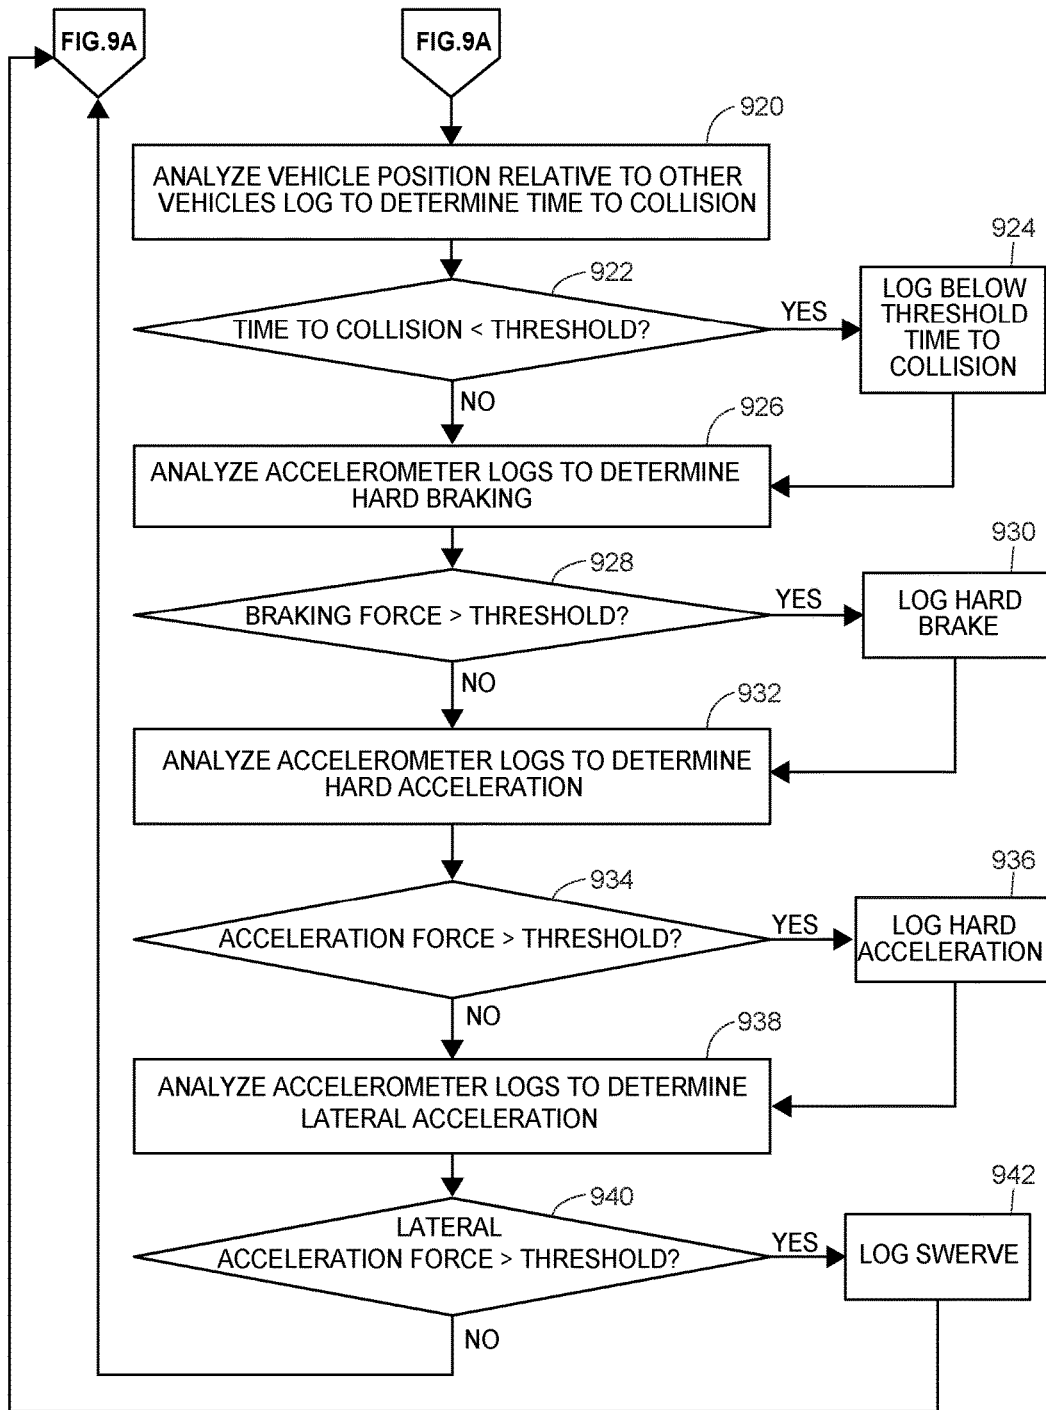 FIG.9A
FIG.9A
920
ANALYZE VEHICLE POSITION RELATIVE TO OTHER
VEHICLES LOG TO DETERMINE TIME TO COLLISION
922
TIME TO COLLISION < THRESHOLD?
YES
924
LOG BELOW
THRESHOLD
TIME TO
COLLISION
NO
926
ANALYZE ACCELEROMETER LOGS TO DETERMINE
HARD BRAKING
928
BRAKING FORCE > THRESHOLD?
YES
930
LOG HARD
BRAKE
NO
932
ANALYZE ACCELEROMETER LOGS TO DETERMINE
HARD ACCELERATION
934
ACCELERATION FORCE > THRESHOLD?
YES
936
LOG HARD
ACCELERATION
NO
938
ANALYZE ACCELEROMETER LOGS TO DETERMINE
LATERAL ACCELERATION
940
LATERAL
ACCELERATION FORCE > THRESHOLD?
YES
942
LOG SWERVE
NO